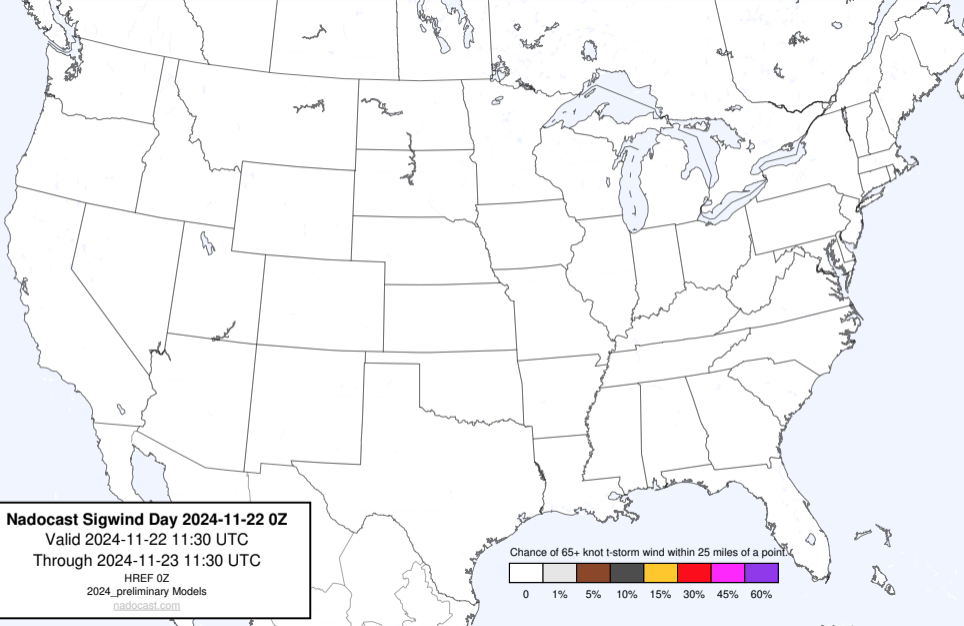 Nadocast Sigwind Day 2024-11-22 0Z
Valid 2024-11-22 11:30 UTC
Through 2024-11-23 11:30 UTC
HREF 0Z
2024_preliminary Models
nadocast.com
Chance of 65+ knot t-storm wind within 25 miles of a point.
0 1% 5% 10% 15% 30% 45% 60%